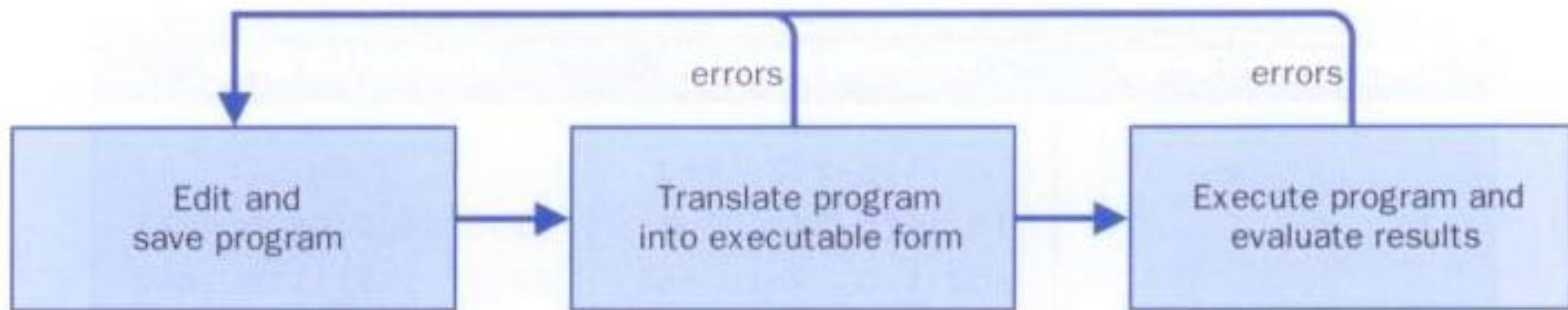 errors
errors
Edit and
save program
Translate program
into executable form
Execute program and
evaluate results